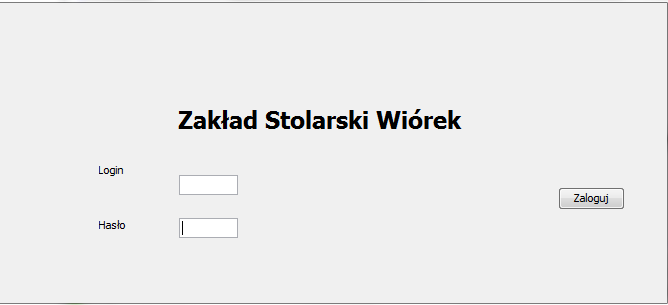 Zakład Stolarski Wiórek
Login
Zaloguj
Hasło